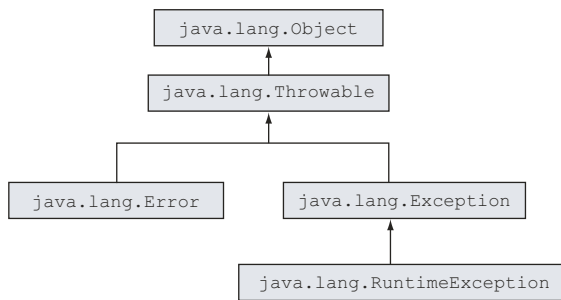 java.lang.Object
java.lang.Throwable
java.lang.Error
java.lang.Exception
java.lang.RuntimeException